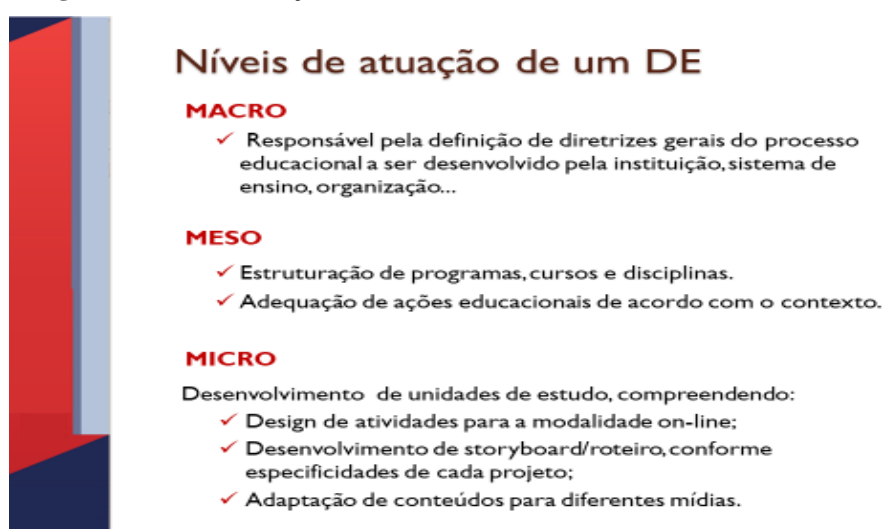 Níveis de atuação de um DE
MACRO
✓ Responsável pela definição de diretrizes gerais do processo
educacional a ser desenvolvido pela instituição, sistema de
ensino, organização...
MESO
✓ Estruturação de programas, cursos e disciplinas.
✓ Adequação de ações educacionais de acordo com o contexto.
MICRO
Desenvolvimento de unidades de estudo, compreendendo:
✓ Design de atividades para a modalidade on-line;
✓ Desenvolvimento de storyboard/roteiro, conforme
especificidades de cada projeto;
✓ Adaptação de conteúdos para diferentes mídias.